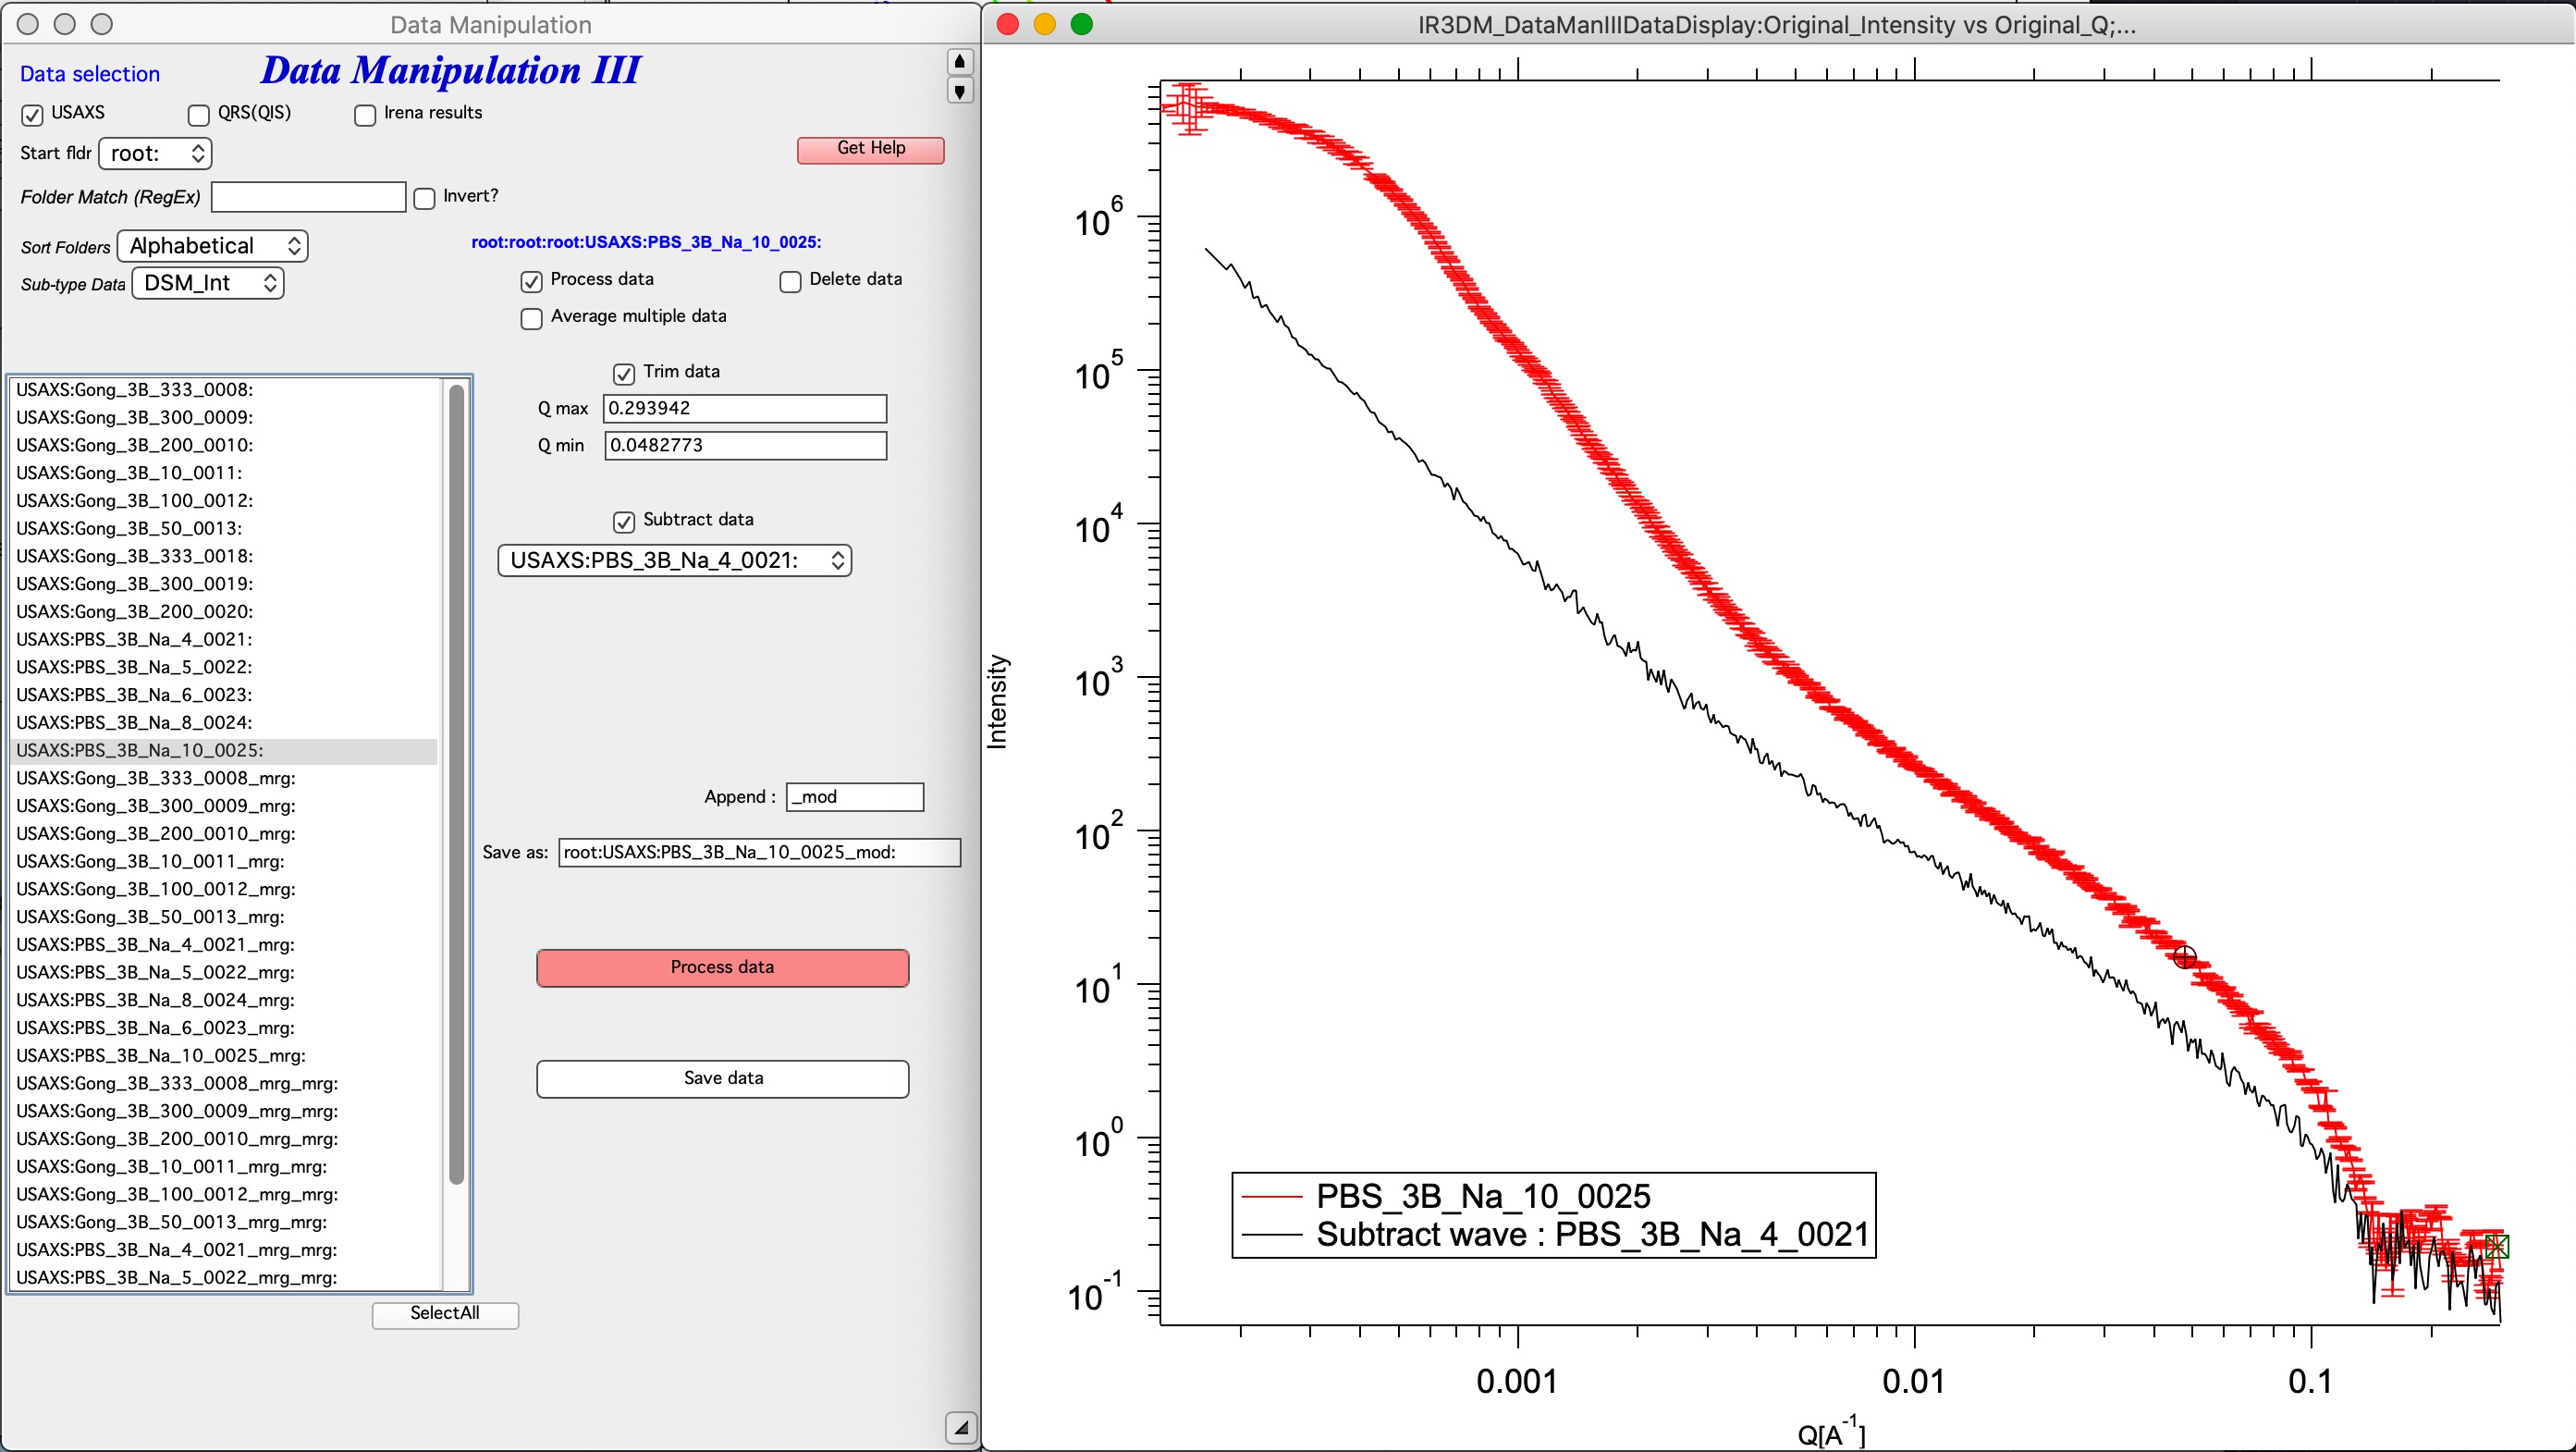 Data Manipulation
Data selection
Data Manipulation III
USAXS
QRS(QIS)
Irena results
Start fldr
root:
Get Help
Folder Match (RegEx)
Invert?
Sort Folders
Alphabetical
root:root:root:USAXS:PBS_3B_Na_10_0025:
Sub-type Data
DSM_Int
Process data
Delete data
Average multiple data
Trim data
Q max
0.293942
Q min
0.0482773
Subtract data
USAXS:PBS_3B_Na_4_0021:
Append :
_mod
Save as:
root:USAXS:PBS_3B_Na_10_0025_mod:
Process data
Save data
USAXS:Gong_3B_333_0008:
USAXS:Gong_3B_300_0009:
USAXS:Gong_3B_200_0010:
USAXS:Gong_3B_10_0011:
USAXS:Gong_3B_100_0012:
USAXS:Gong_3B_50_0013:
USAXS:Gong_3B_333_0018:
USAXS:Gong_3B_300_0019:
USAXS:Gong_3B_200_0020:
USAXS:PBS_3B_Na_4_0021:
USAXS:PBS_3B_Na_5_0022:
USAXS:PBS_3B_Na_6_0023:
USAXS:PBS_3B_Na_8_0024:
USAXS:PBS_3B_Na_10_0025:
USAXS:Gong_3B_333_0008_mrg:
USAXS:Gong_3B_300_0009_mrg:
USAXS:Gong_3B_200_0010_mrg:
USAXS:Gong_3B_10_0011_mrg:
USAXS:Gong_3B_100_0012_mrg:
USAXS:Gong_3B_50_0013_mrg:
USAXS:PBS_3B_Na_4_0021_mrg:
USAXS:PBS_3B_Na_5_0022_mrg:
USAXS:PBS_3B_Na_8_0024_mrg:
USAXS:PBS_3B_Na_6_0023_mrg:
USAXS:PBS_3B_Na_10_0025_mrg:
USAXS:Gong_3B_333_0008_mrg_mrg:
USAXS:Gong_3B_300_0009_mrg_mrg:
USAXS:Gong_3B_200_0010_mrg_mrg:
USAXS:Gong_3B_10_0011_mrg_mrg:
USAXS:Gong_3B_100_0012_mrg_mrg:
USAXS:Gong_3B_50_0013_mrg_mrg:
USAXS:PBS_3B_Na_4_0021_mrg_mrg:
USAXS:PBS_3B_Na_5_0022_mrg_mrg:
SelectAll
IR3DM_DataManIIIDataDisplay:Original_Intensity vs Original_Q;...
Intensity
10^6
10^5
10^4
10^3
10^2
10^1
10^0
10^-1
PBS_3B_Na_10_0025
Subtract wave : PBS_3B_Na_4_0021
0.001
0.01
0.1
Q[A^-1]